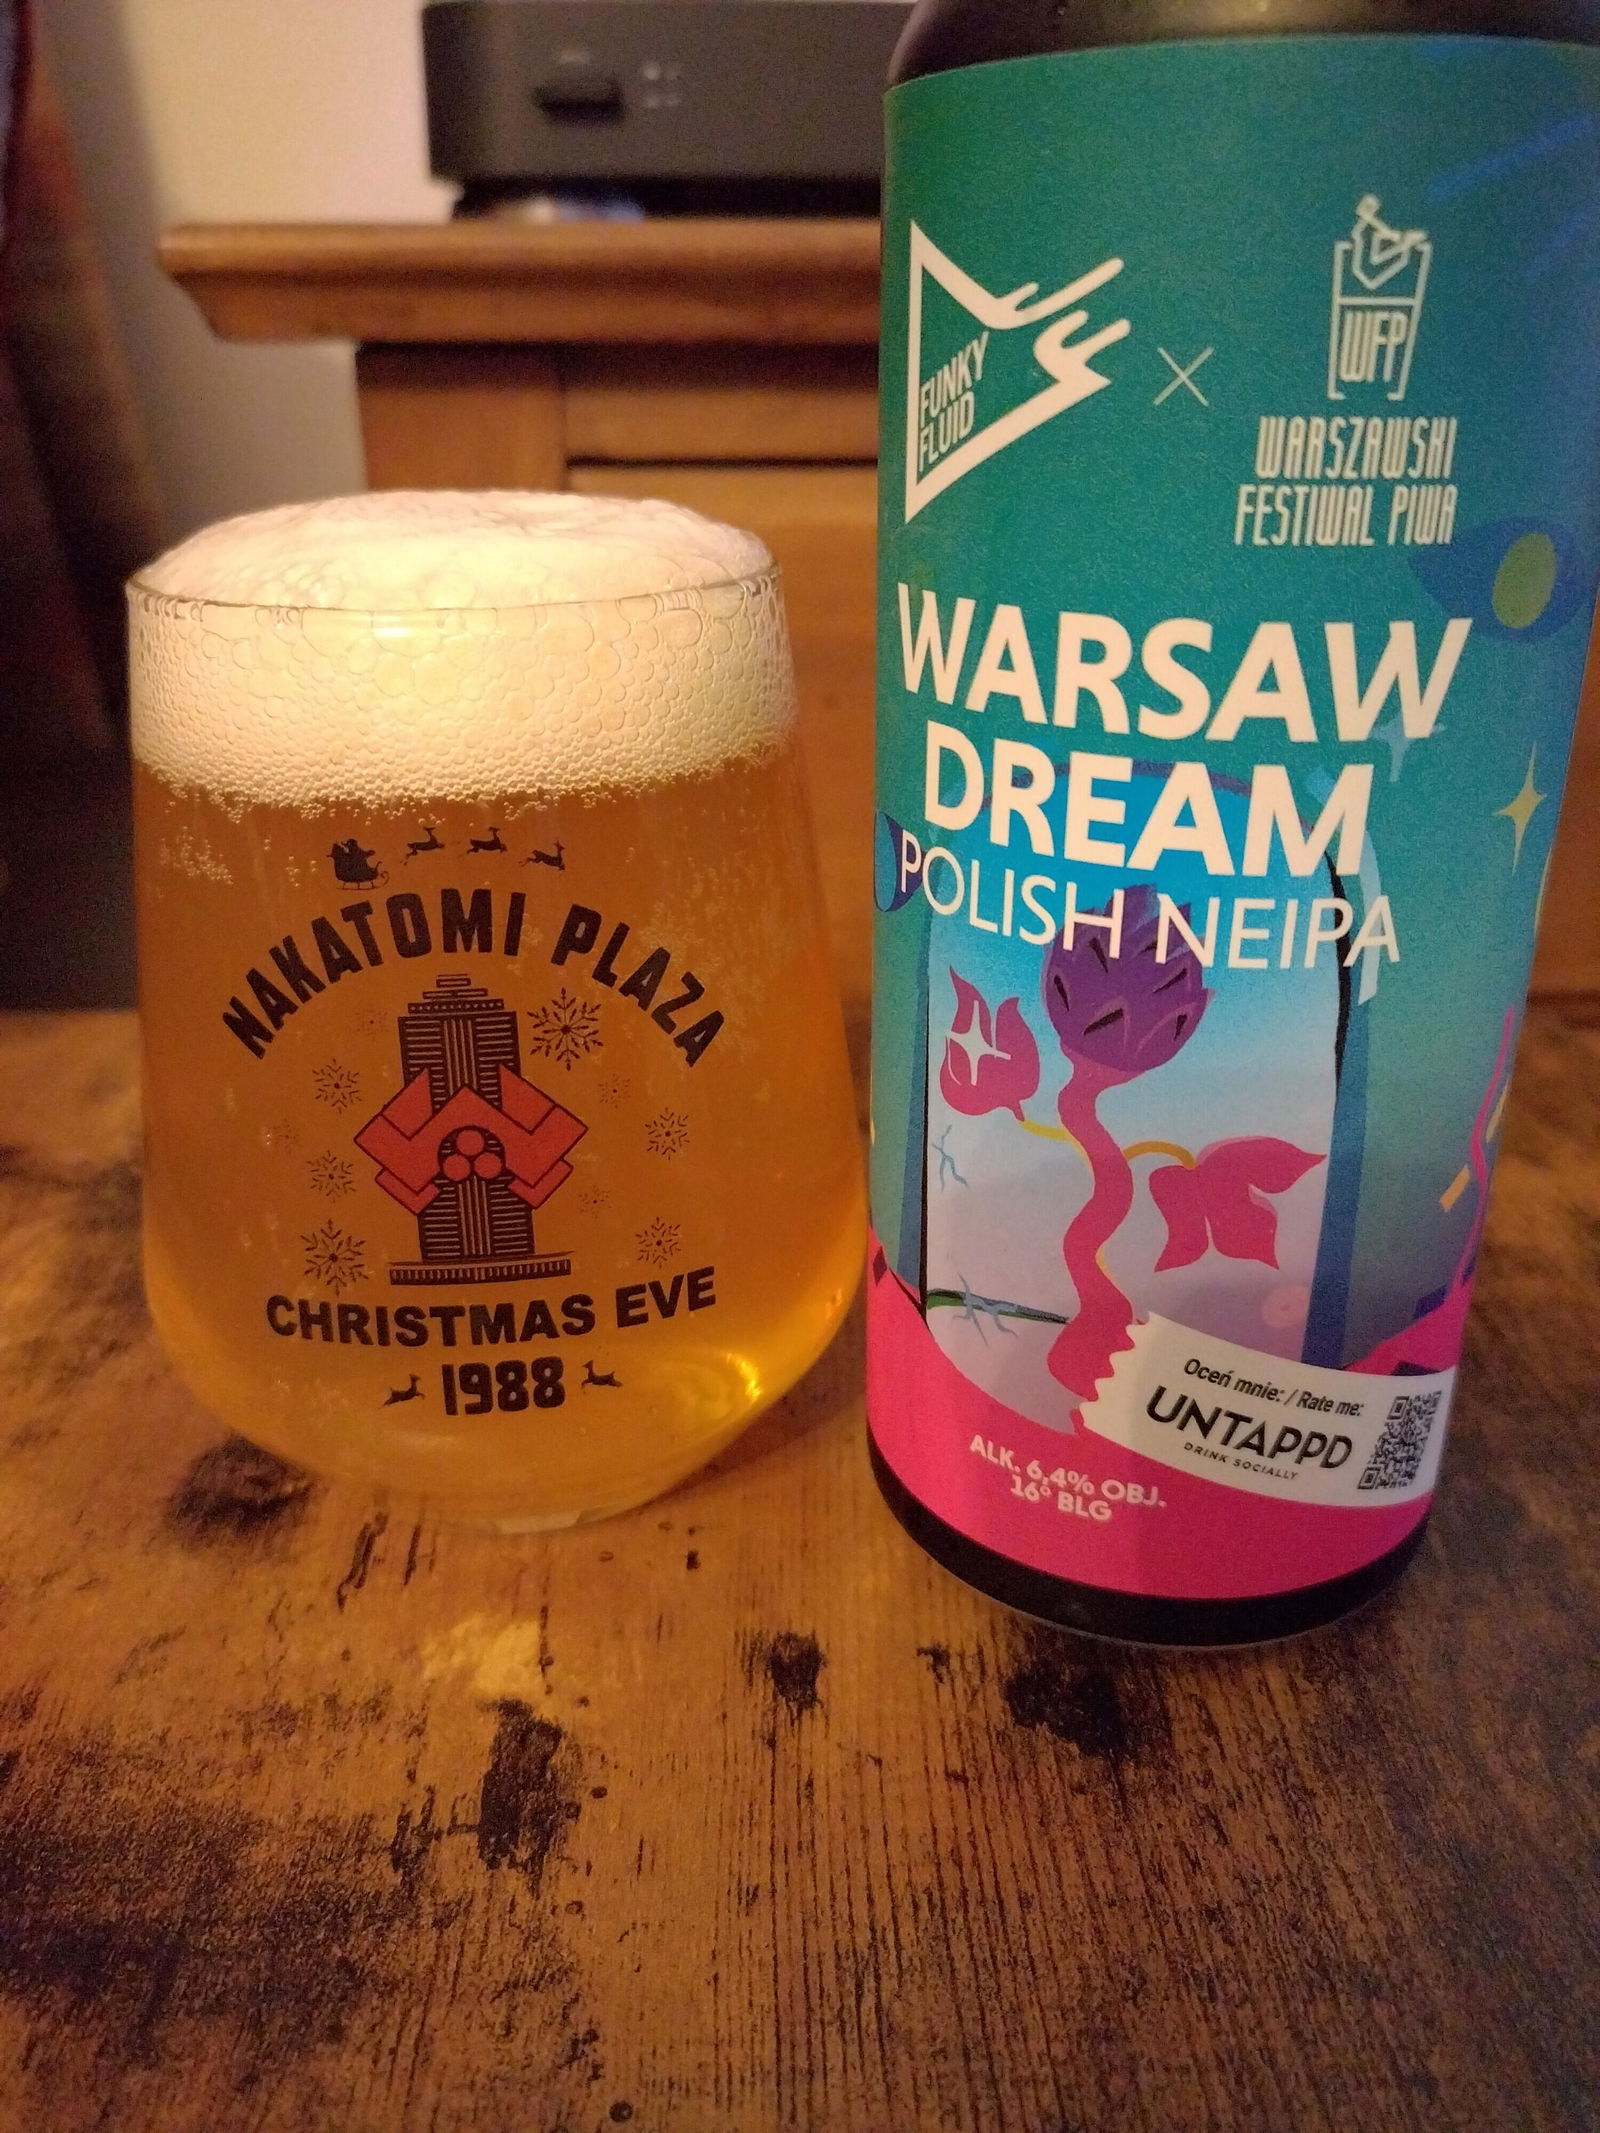 FUNKY
FLUID
X
WFP
WARSZAWSKI
FESTIWAL PIWA
WARSAW
DREAM
POLISH NEIPA
Oceń mnie: / Rate me:
UNTAPPD
DRINK SOCIALLY
ALK. 6,4% OBJ.
16° BLG
NAKATOMI PLAZA
CHRISTMAS EVE
1988